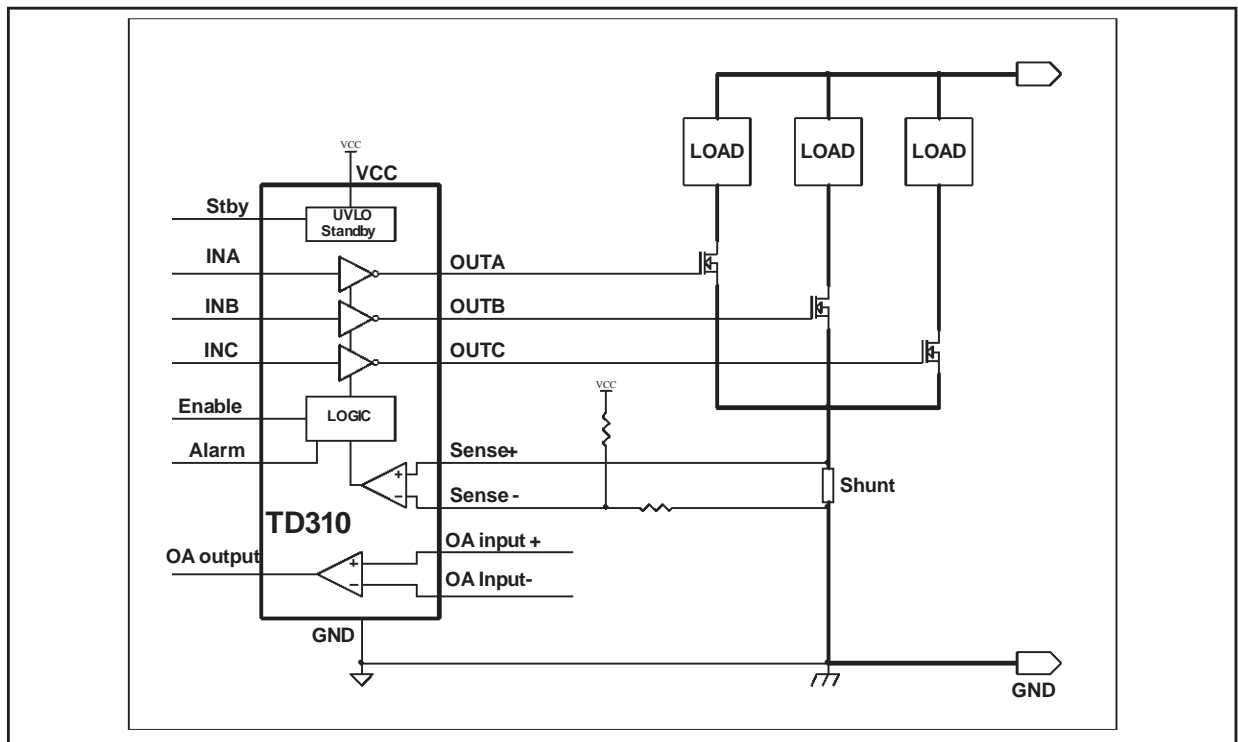 LOAD
LOAD
LOAD
VCC
VCC
Stby
UVLO
Standby
INA
OUTA
INB
OUTB
INC
OUTC
VCC
Enable
LOGIC
Alarm
Sense+
+
Shunt
Sense -
−
TD310
OA input +
OA output
+
OA Input-
−
GND
GND